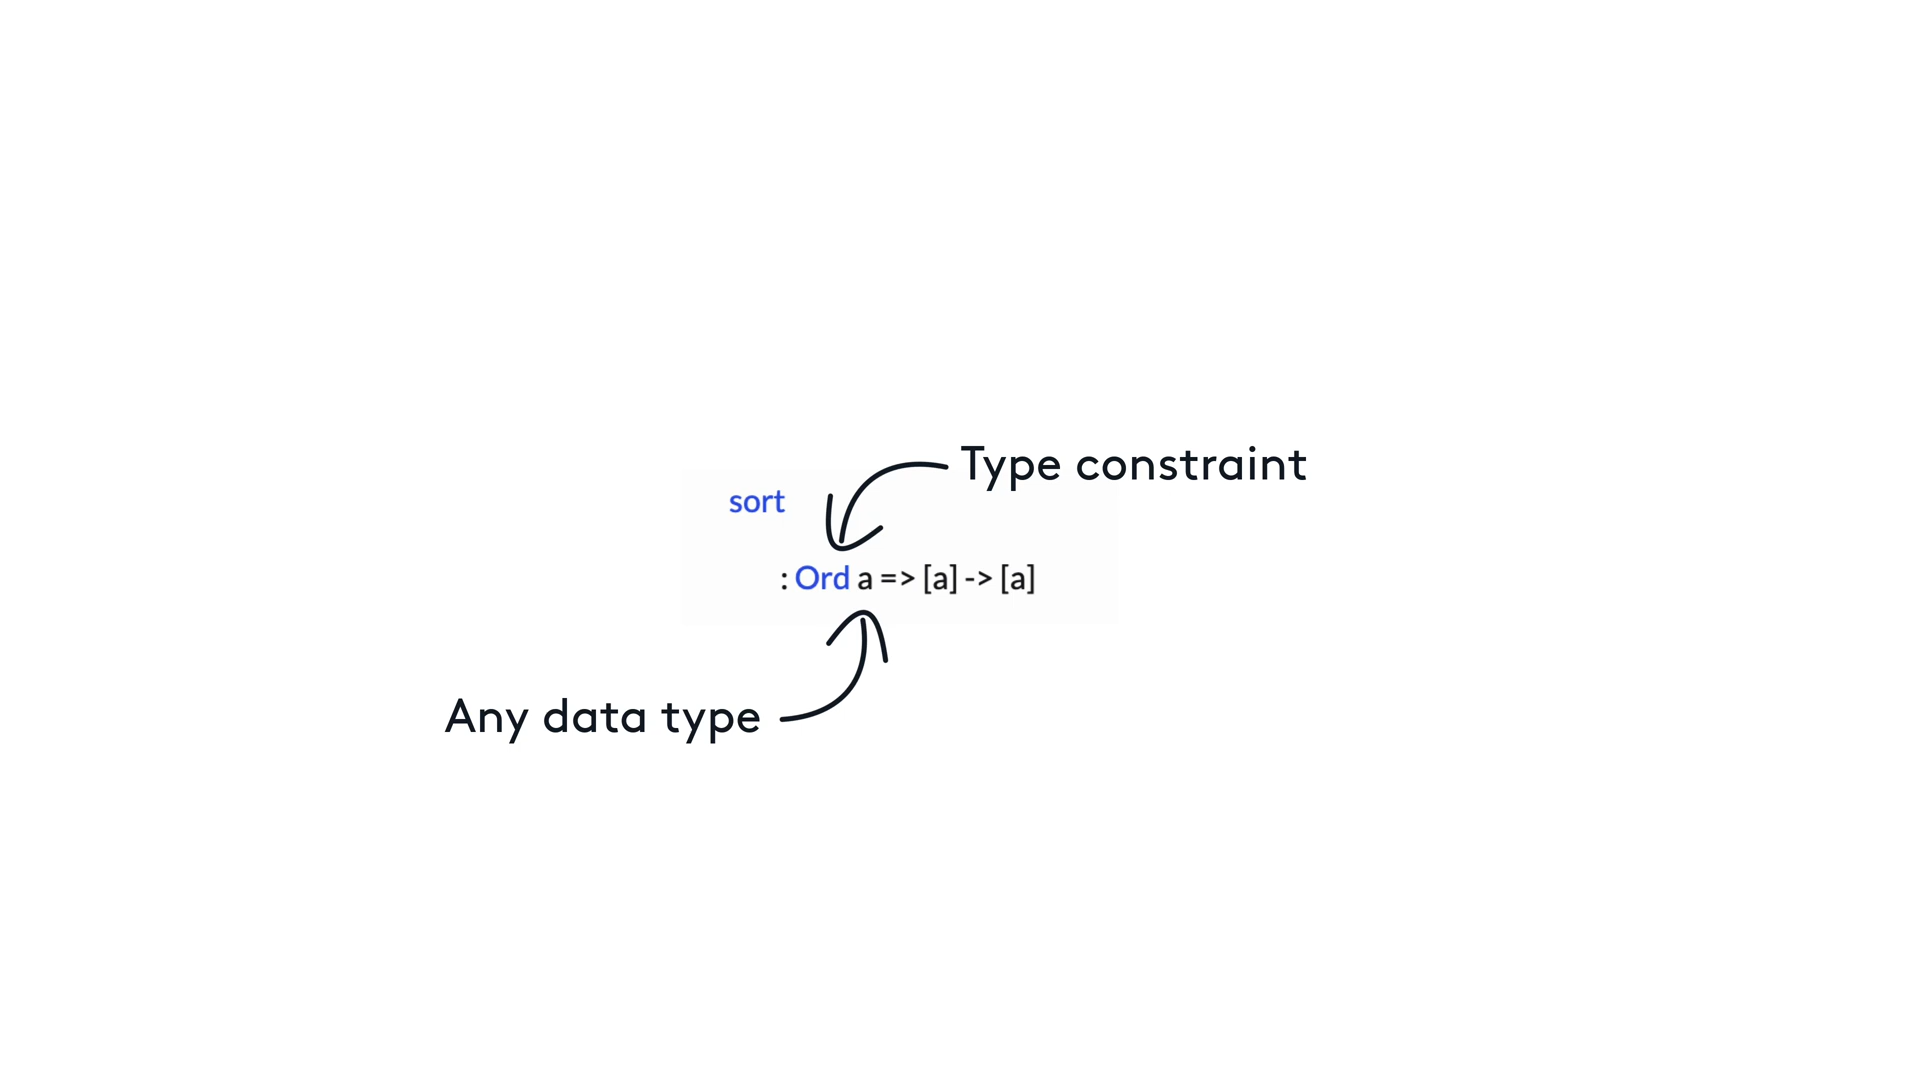 Type constraint
sort
: Ord a => [a] -> [a]
Any data type